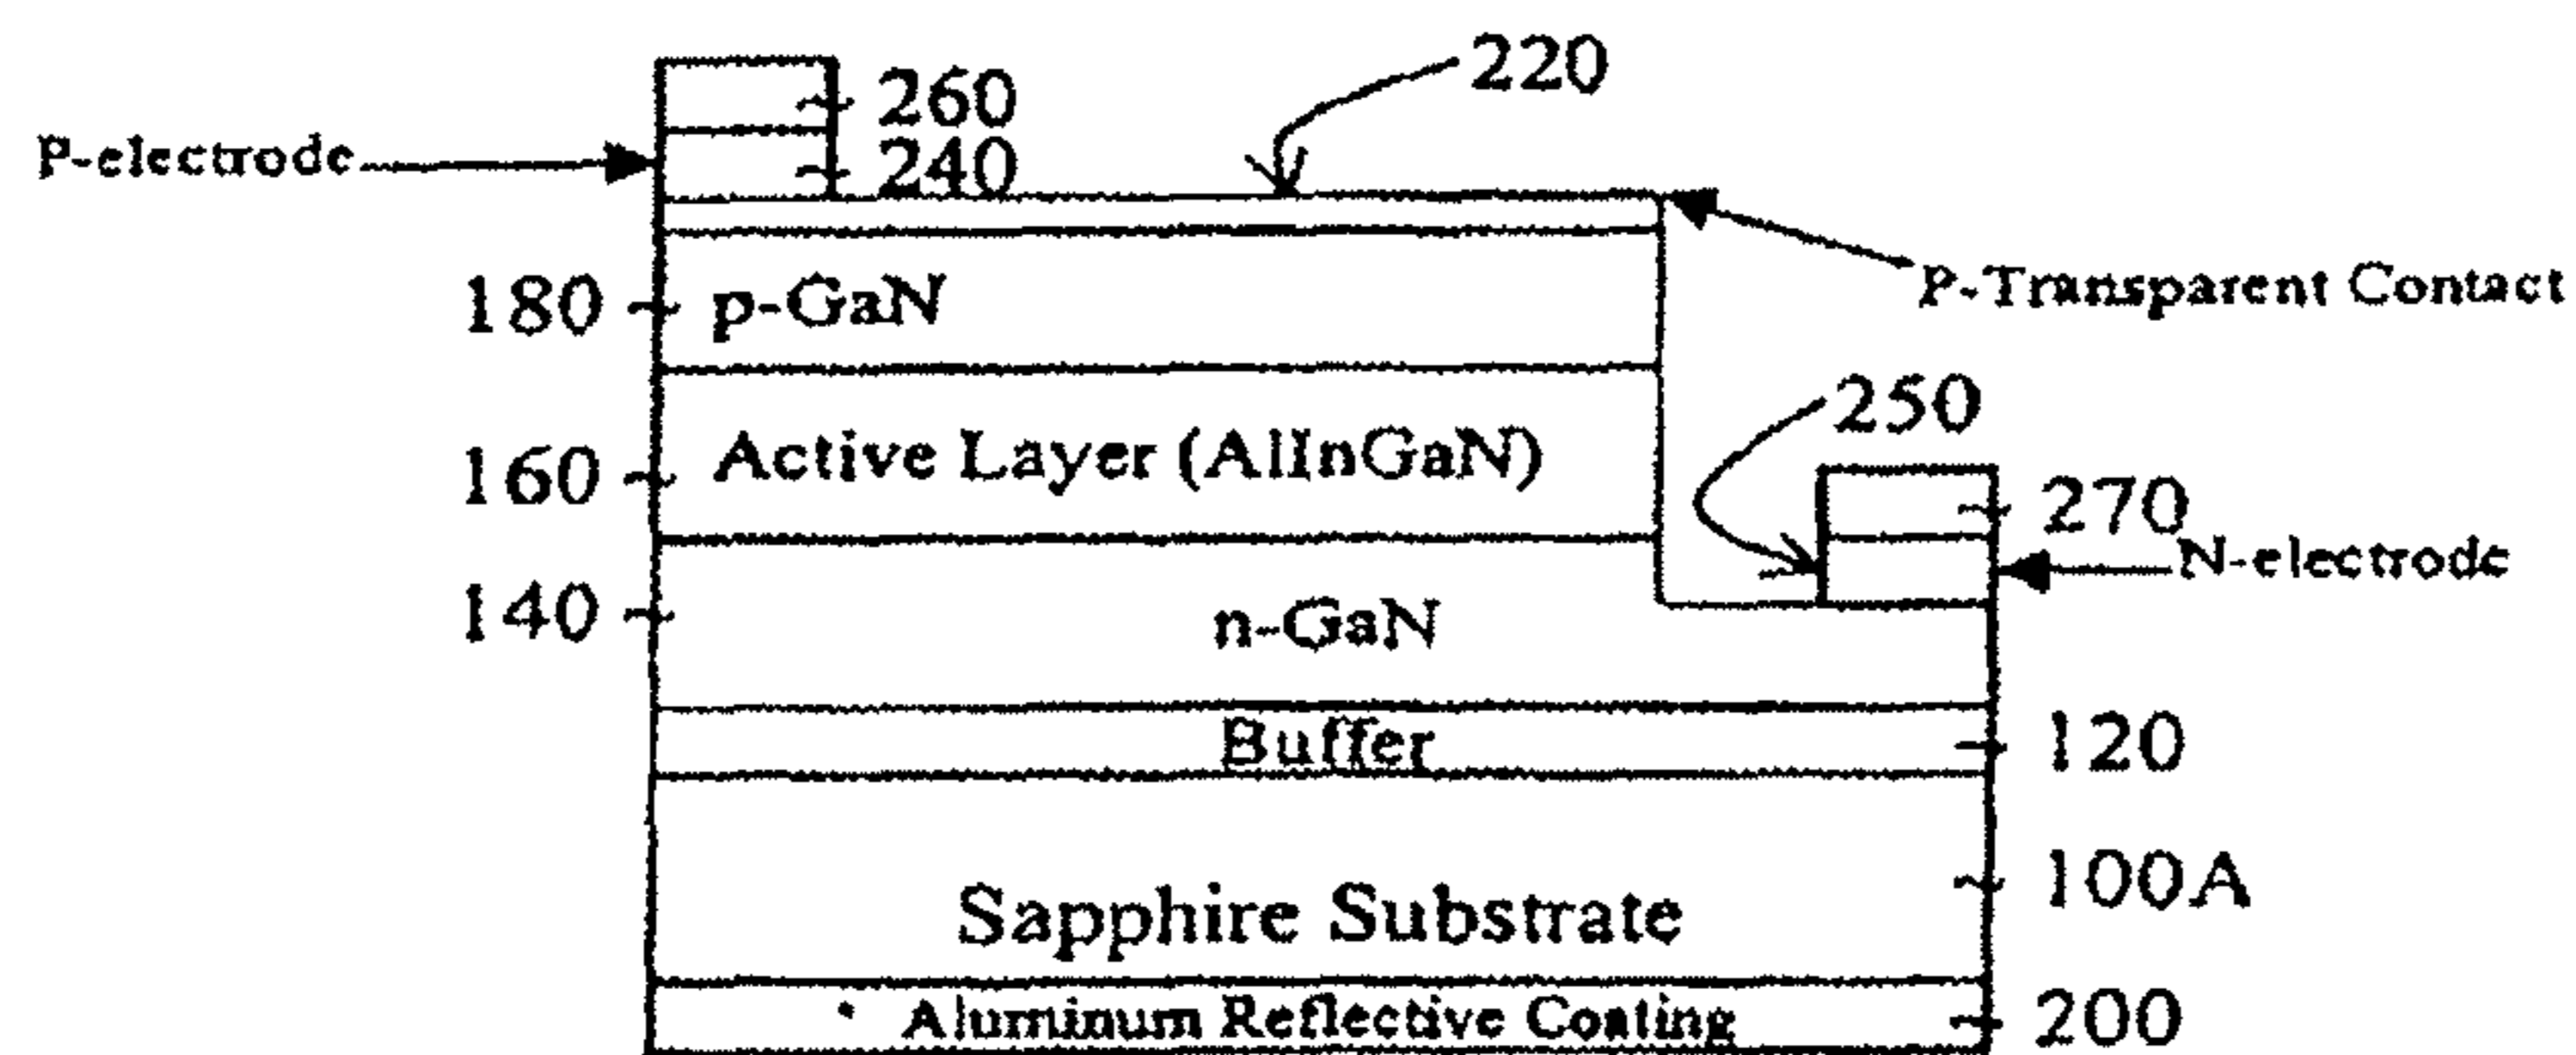 220
260
P-electrode
240
P-Transparent Contact
180
p-GaN
250
160
Active Layer (AlInGaN)
270
N-electrode
140
n-GaN
Buffer
120
100A
Sapphire Substrate
Aluminum Reflective Coating
200